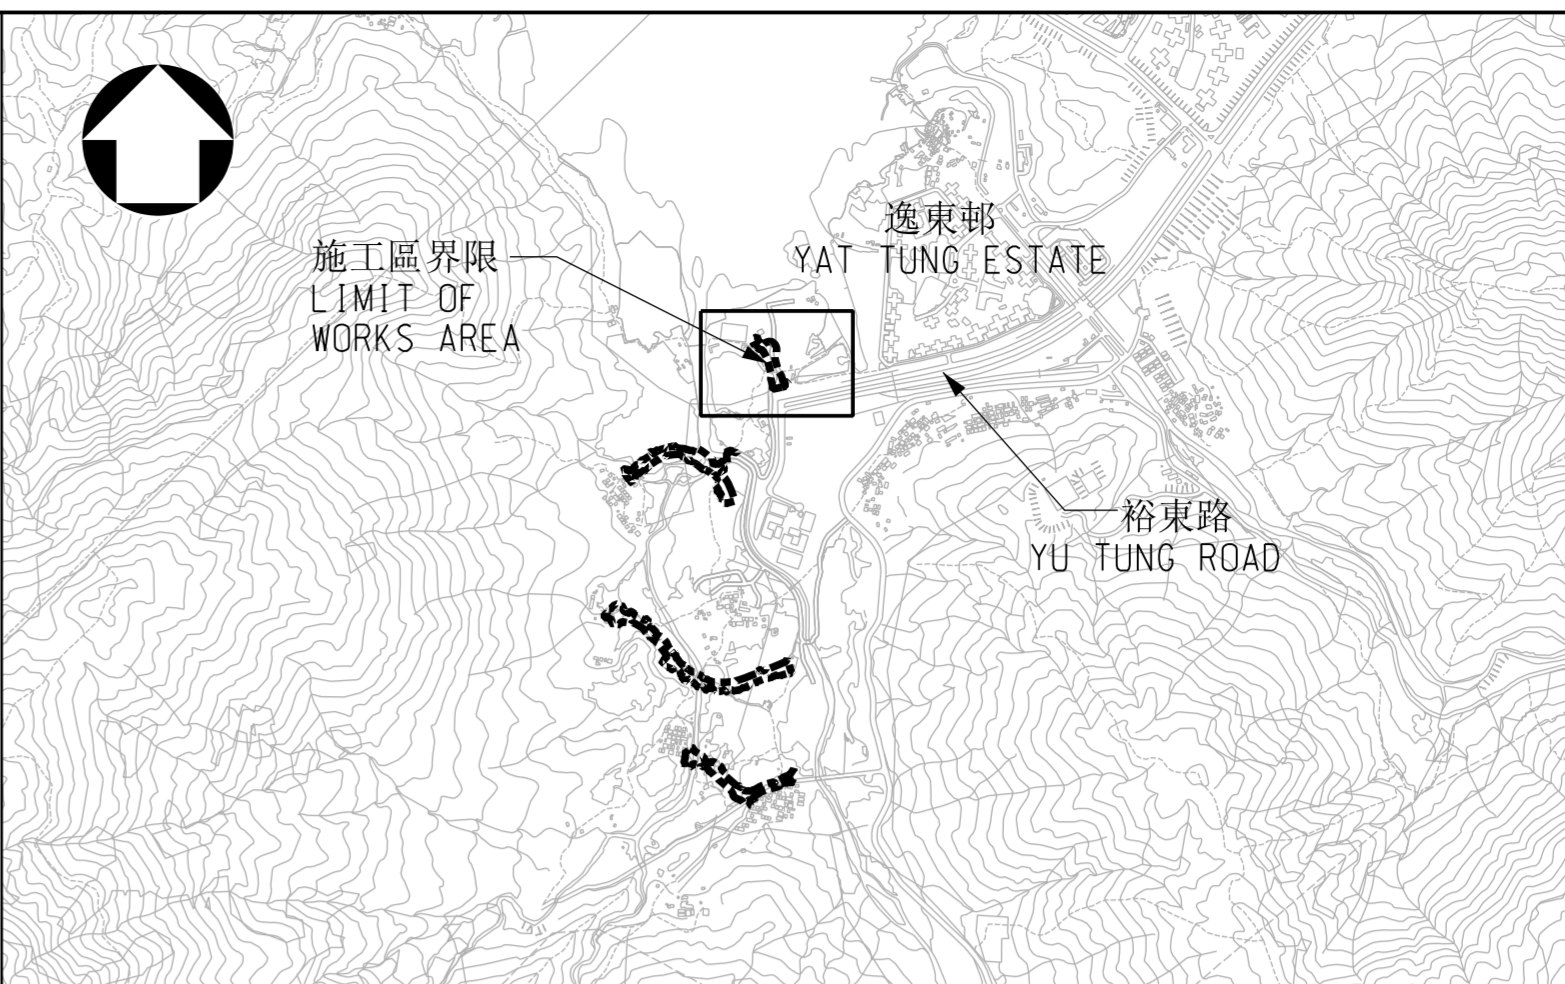 逸東邨
YAT TUNG ESTATE
施工區界限
LIMIT OF
WORKS AREA
裕東路
YU TUNG ROAD